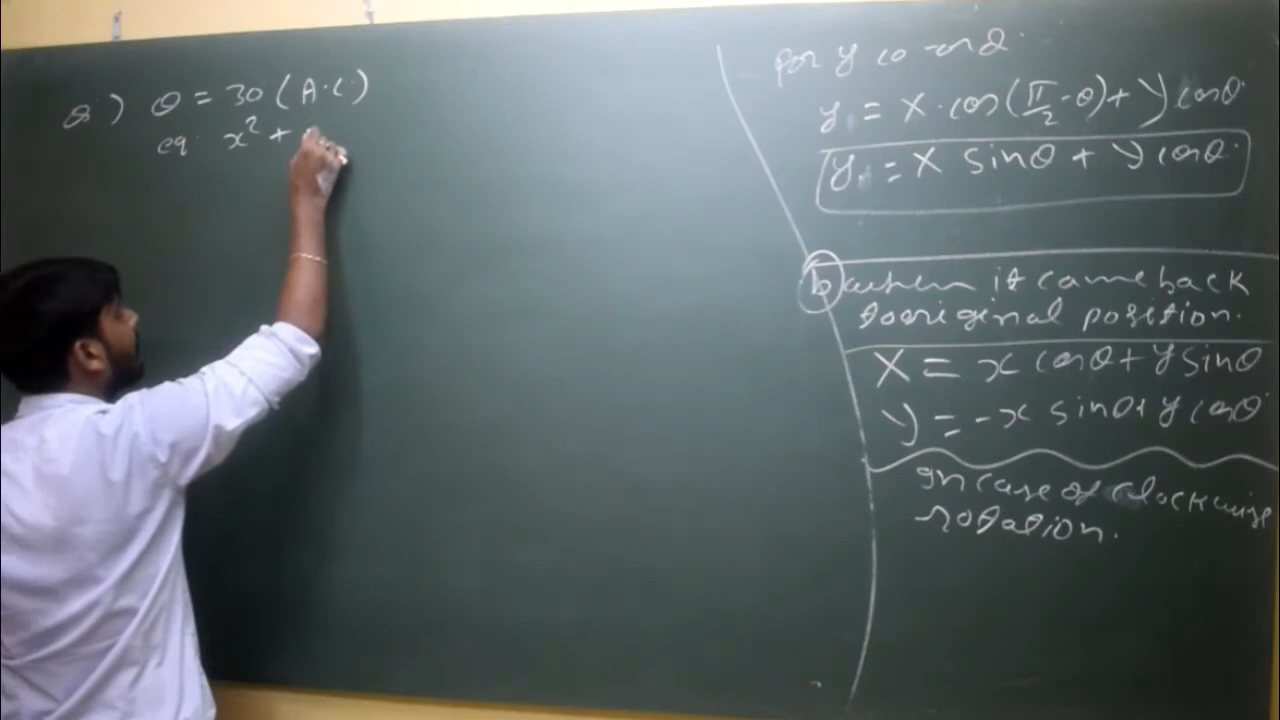 Q.) θ = 30 (A.C.)
eq. x² +
for y co-ord.
y₁ = X·cos(π/2-θ)+ Y cosθ
y₁ = X sinθ + Y cosθ.
(b) when it came back
to original position.
X = x cosθ + y sinθ
Y = -x sinθ + y cosθ
In case of clockwise
rotation.